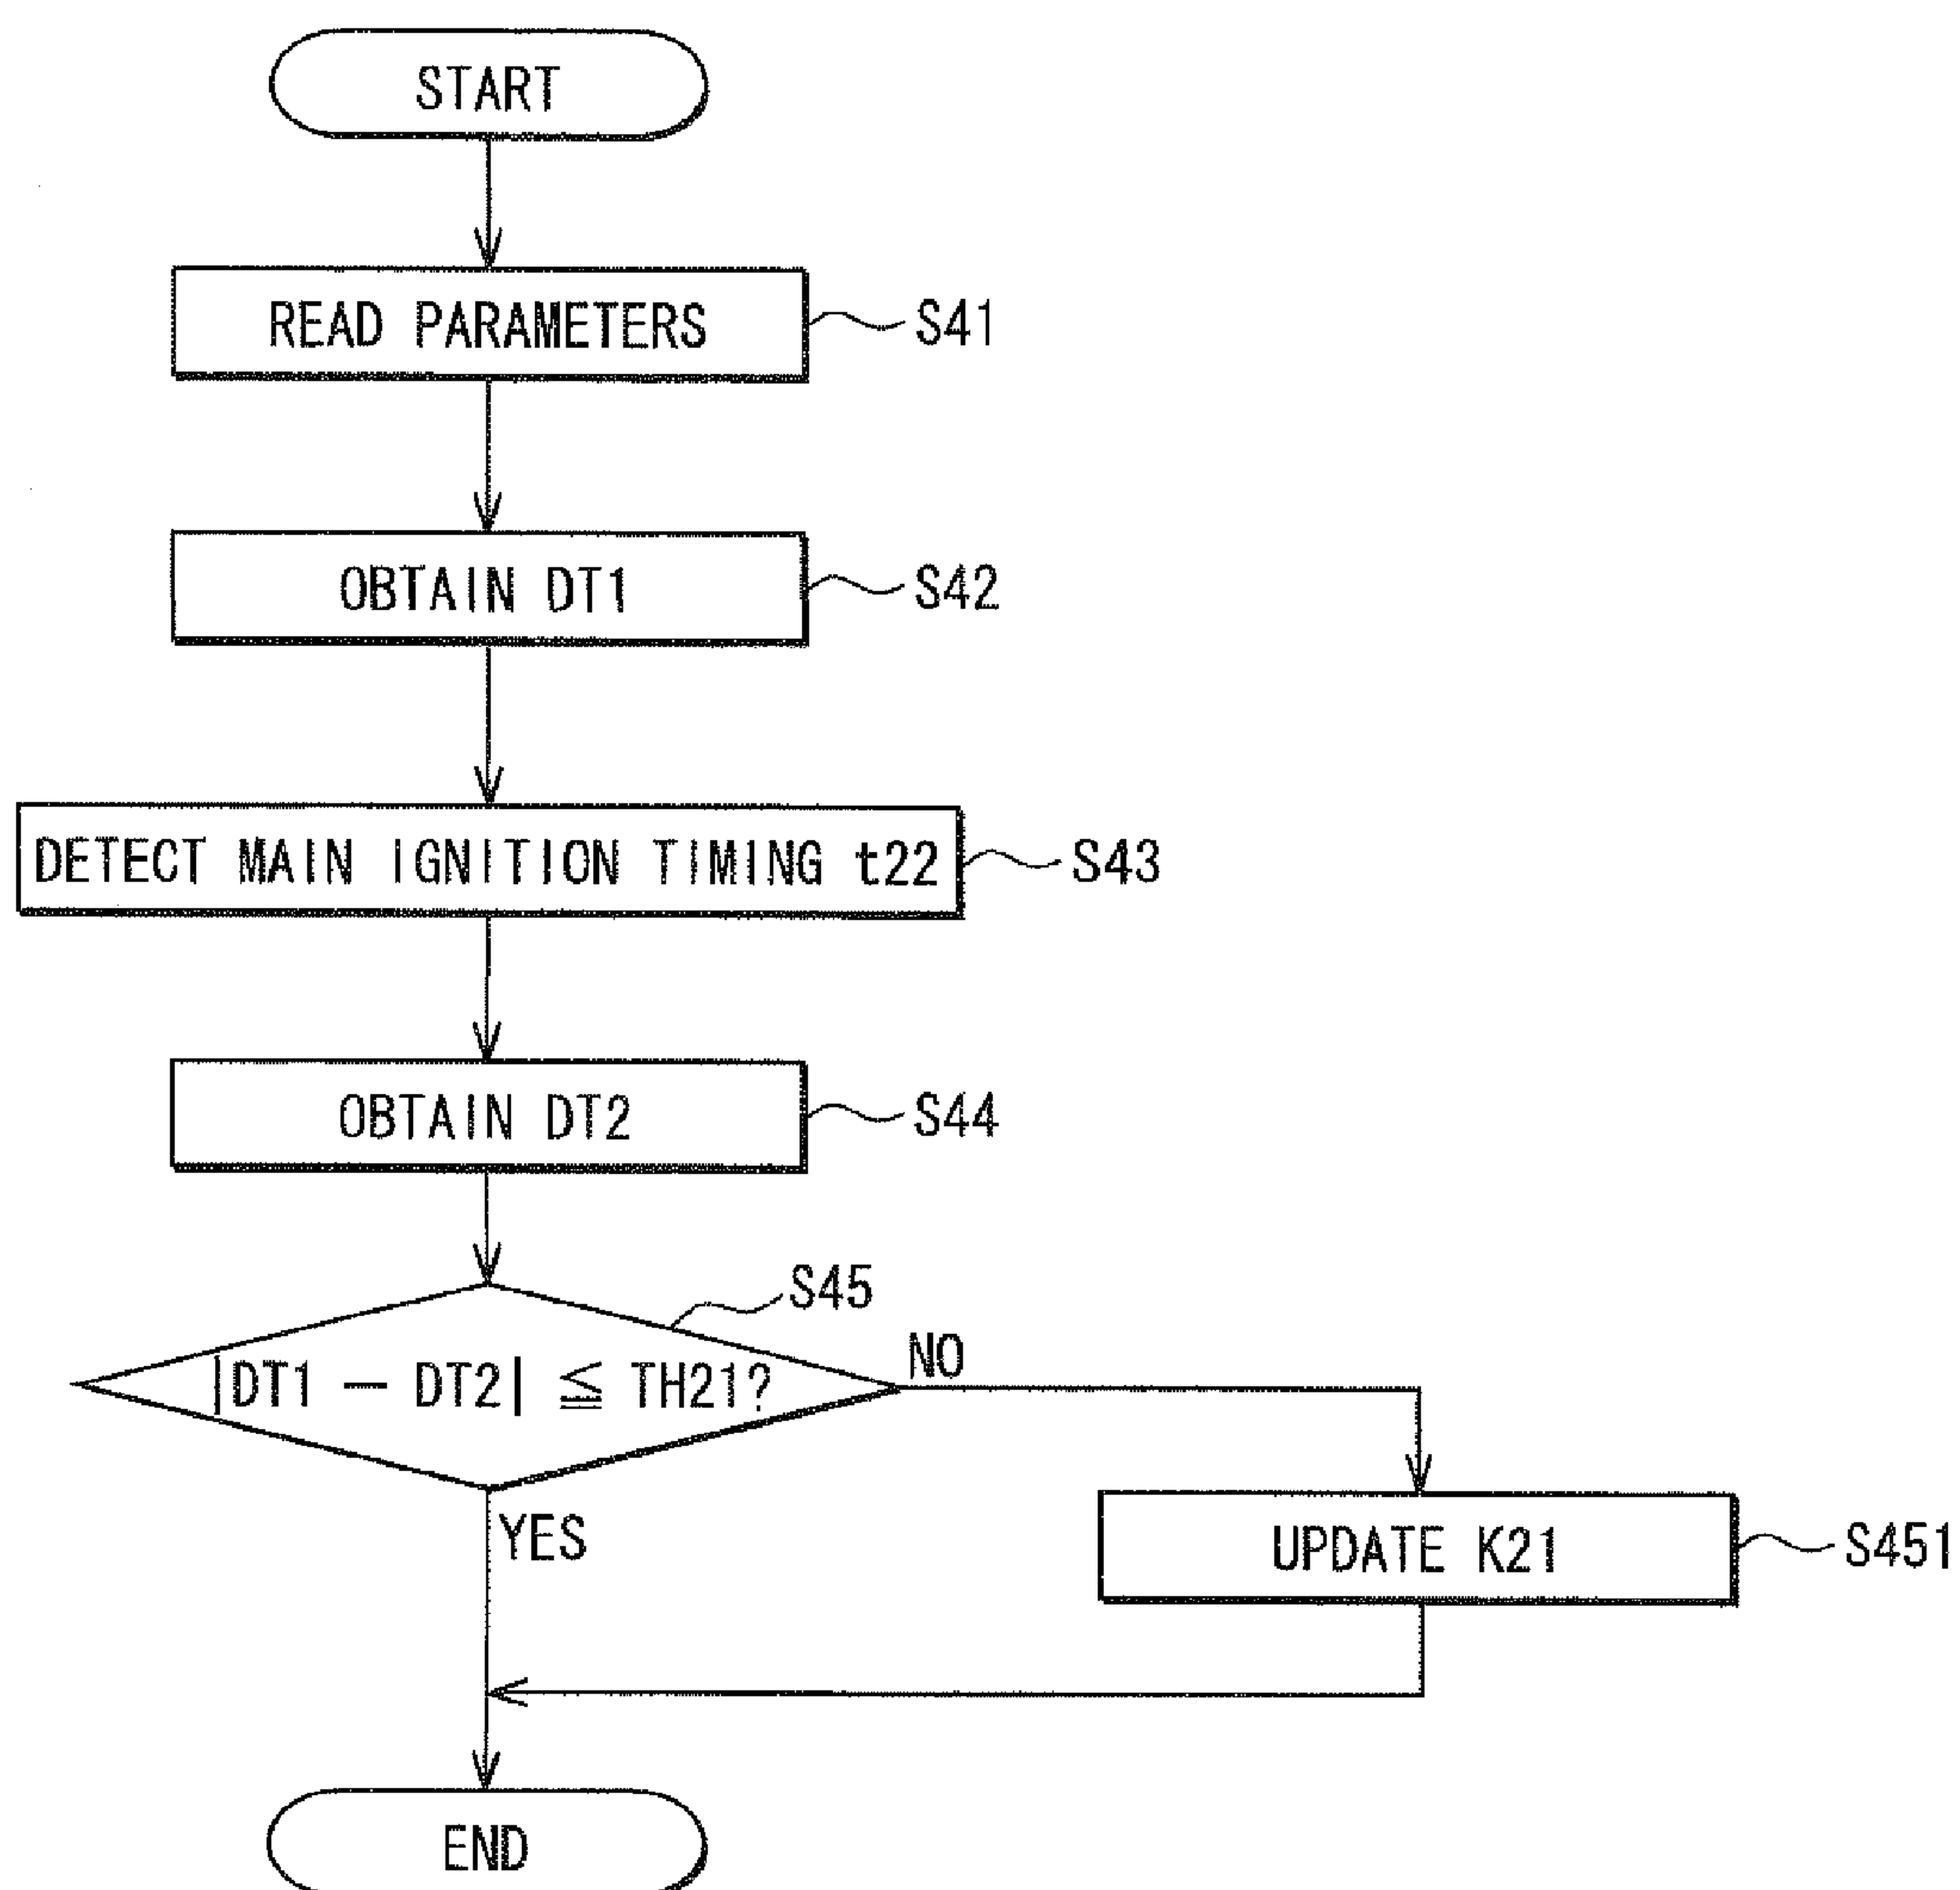 START
READ PARAMETERS
S41
OBTAIN DT1
S42
DETECT MAIN IGNITION TIMING t22
S43
OBTAIN DT2
S44
S45
|DT1 — DT2| ≦ TH21?
NO
YES
UPDATE K21
S451
END